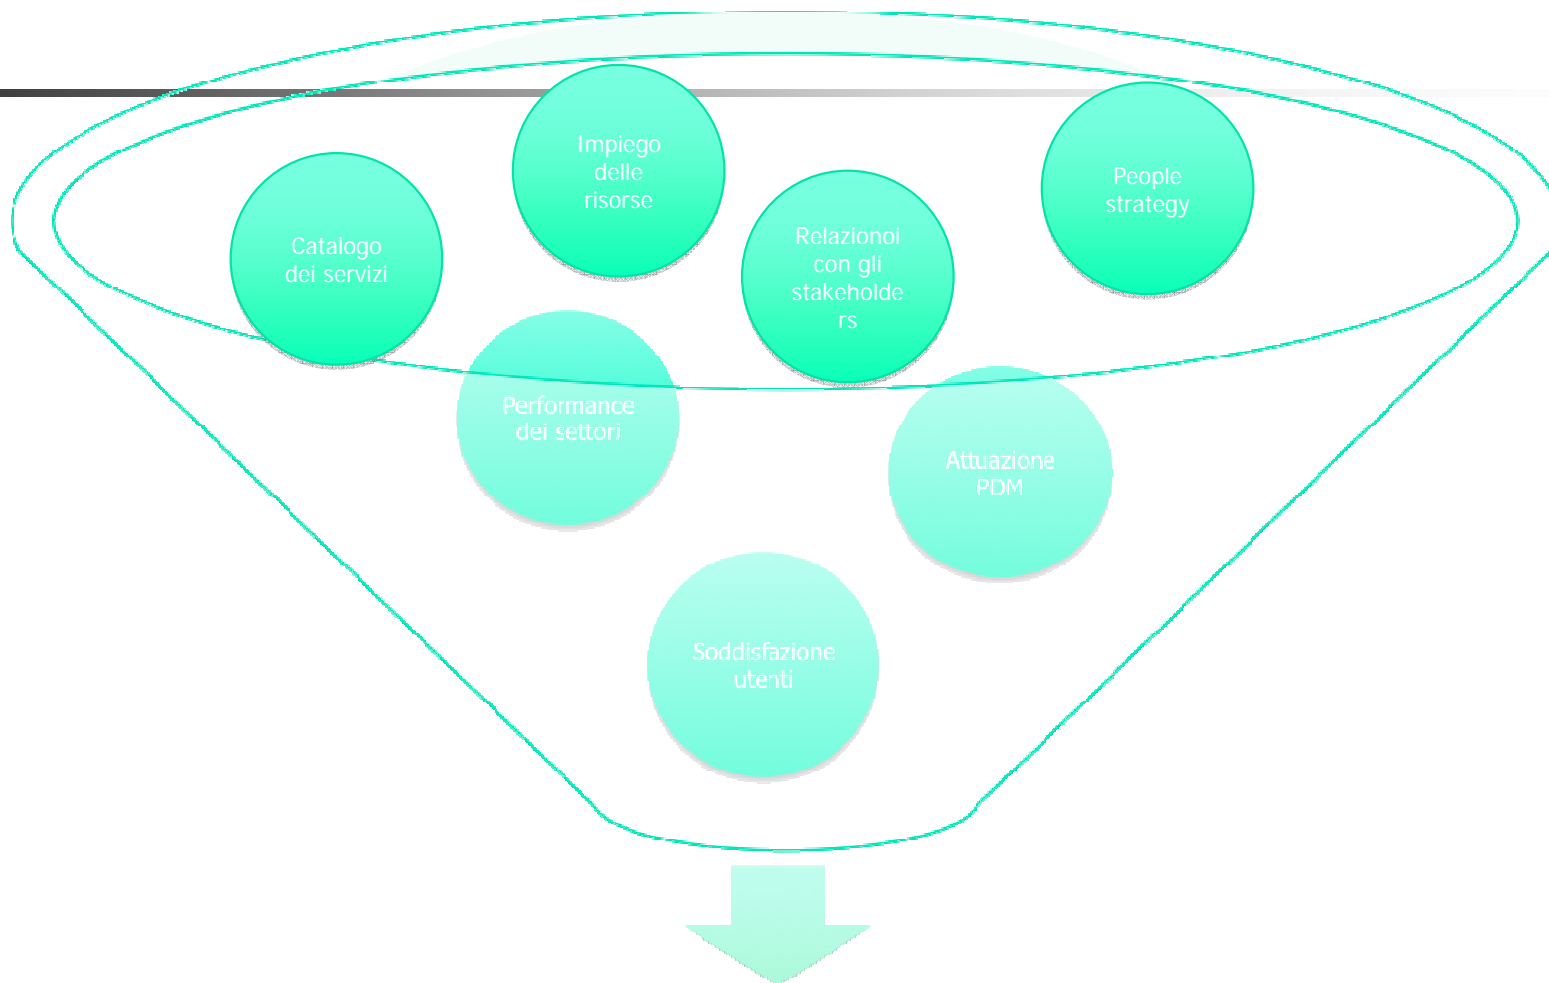 Impiego
delle
risorse
People
strategy
Catalogo
dei servizi
Relazionoi
con gli
stakeholde
rs
Performance
dei settori
Attuazione
PDM
Soddisfazione
utenti